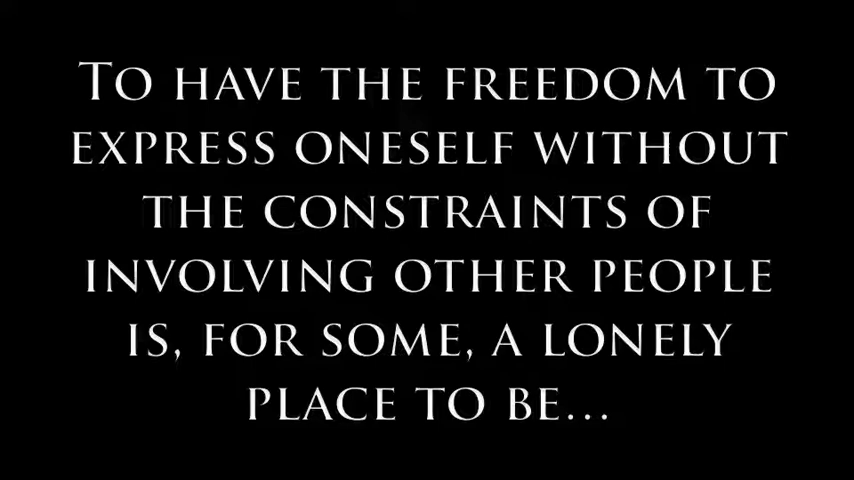 To have the freedom to
express oneself without
the constraints of
involving other people
is, for some, a lonely
place to be...